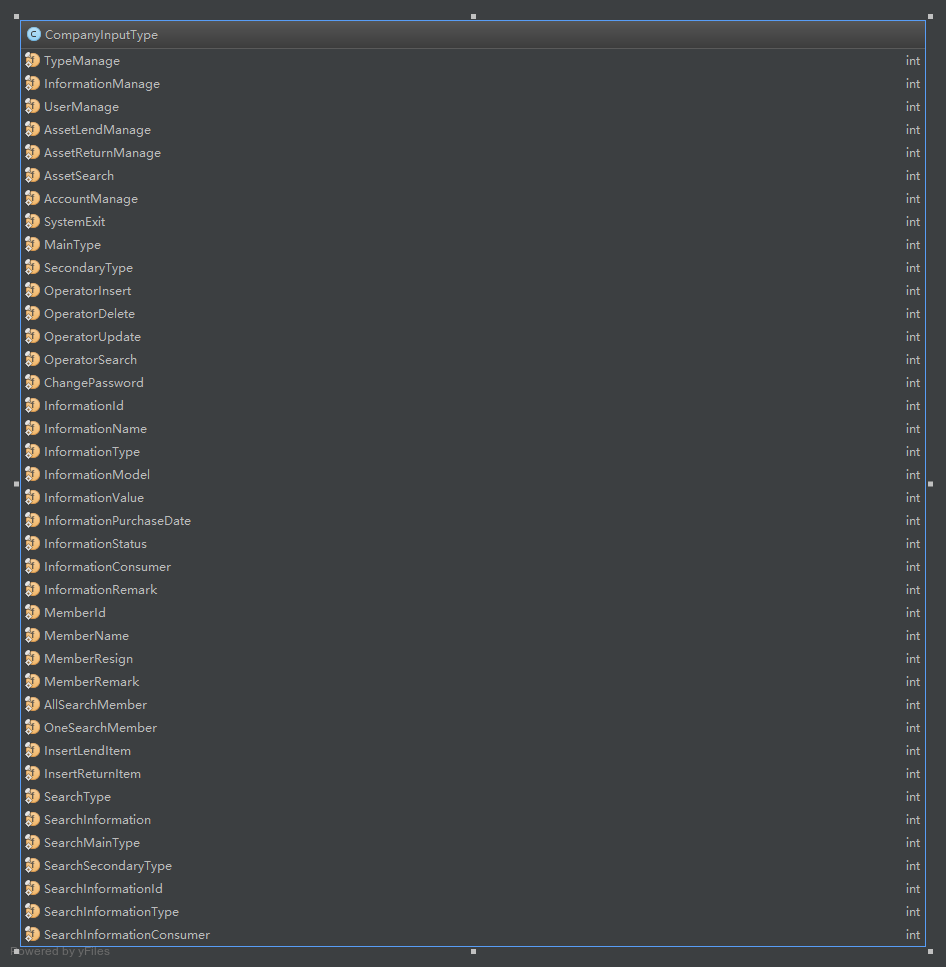 CompanyInputType
TypeManage int
InformationManage int
UserManage int
AssetLendManage int
AssetReturnManage int
AssetSearch int
AccountManage int
SystemExit int
MainType int
SecondaryType int
OperatorInsert int
OperatorDelete int
OperatorUpdate int
OperatorSearch int
ChangePassword int
InformationId int
InformationName int
InformationType int
InformationModel int
InformationValue int
InformationPurchaseDate int
InformationStatus int
InformationConsumer int
InformationRemark int
MemberId int
MemberName int
MemberResign int
MemberRemark int
AllSearchMember int
OneSearchMember int
InsertLendItem int
InsertReturnItem int
SearchType int
SearchInformation int
SearchMainType int
SearchSecondaryType int
SearchInformationId int
SearchInformationType int
SearchInformationConsumer int
Powered by yFiles